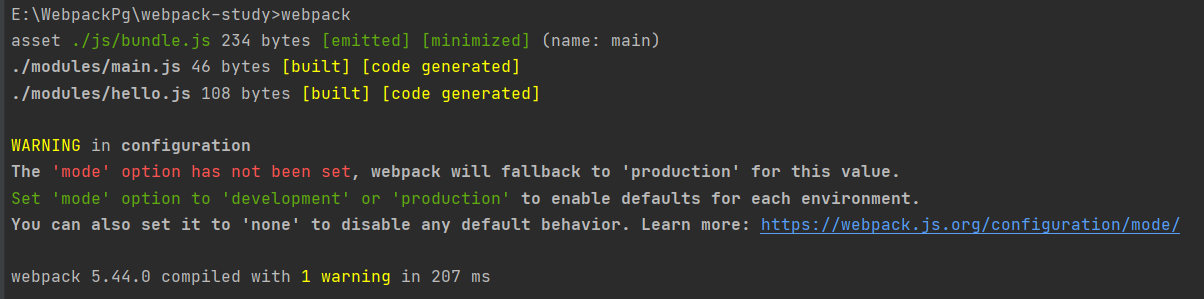 E:\WebpackPg\webpack-study>webpack
asset ./js/bundle.js 234 bytes [emitted] [minimized] (name: main)
./modules/main.js 46 bytes [built] [code generated]
./modules/hello.js 108 bytes [built] [code generated]
WARNING in configuration
The 'mode' option has not been set, webpack will fallback to 'production' for this value.
Set 'mode' option to 'development' or 'production' to enable defaults for each environment.
You can also set it to 'none' to disable any default behavior. Learn more: https://webpack.js.org/configuration/mode/
webpack 5.44.0 compiled with 1 warning in 207 ms